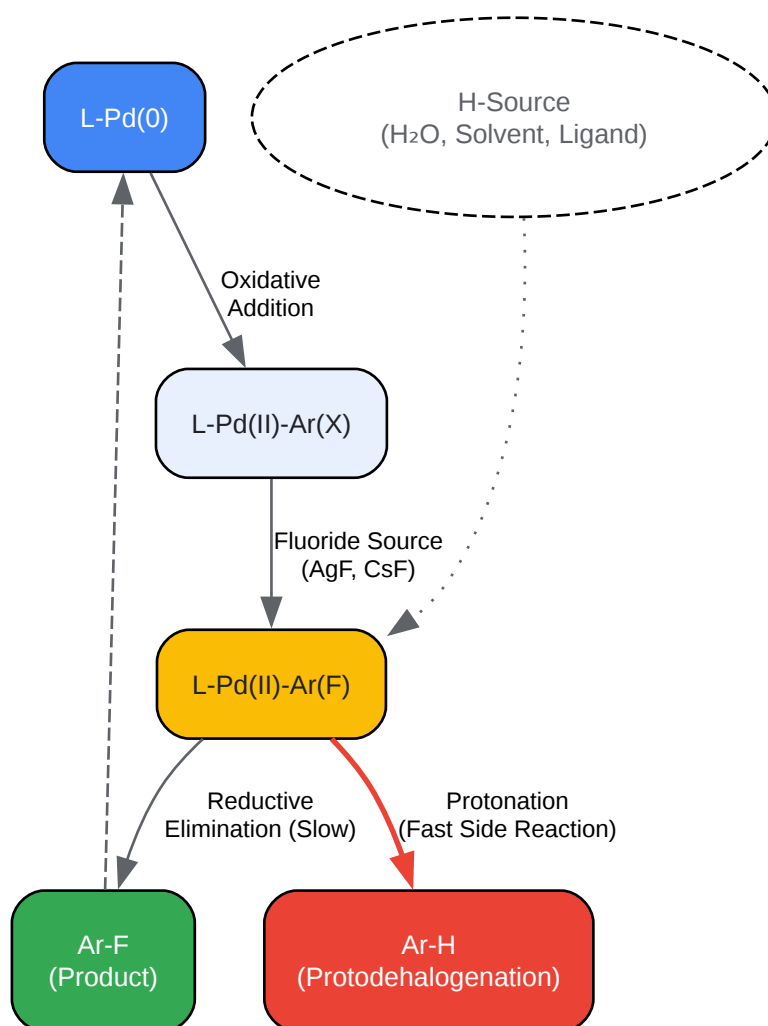 L-Pd(0)
H-Source
(H₂O, Solvent, Ligand)
Oxidative
Addition
L-Pd(II)-Ar(X)
Fluoride Source
(AgF, CsF)
L-Pd(II)-Ar(F)
Reductive
Elimination (Slow)
Protonation
(Fast Side Reaction)
Ar-F
(Product)
Ar-H
(Protodehalogenation)